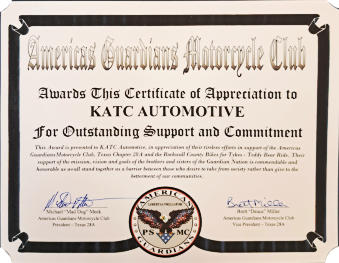 Americas Guardians Motorcycle Club
Awards This Certificate of Appreciation to
KATC AUTOMOTIVE
For Outstanding Support and Commitment
This Award is presented to KATC Automotive, in appreciation of their tireless efforts in support of the Americas
Guardians Motorcycle Club, Texas Chapter 28A and the Rockwall County Bikes for Tykes - Teddy Bear Ride. Their
support of the mission, vision and goals of the brothers and sisters of the Guardian Nation is commendable and
honorable as we all stand together as a barrier between those who desire to take from society rather than give to the
betterment of our communities.
Michael "Mad Dog" Meek
Americas Guardians Motorcycle Club
President - Texas 28A
AMERICAN
PS MC
GUARDIANS
Brett Miller
Americas Guardians Motorcycle Club
Vice President - Texas 28A